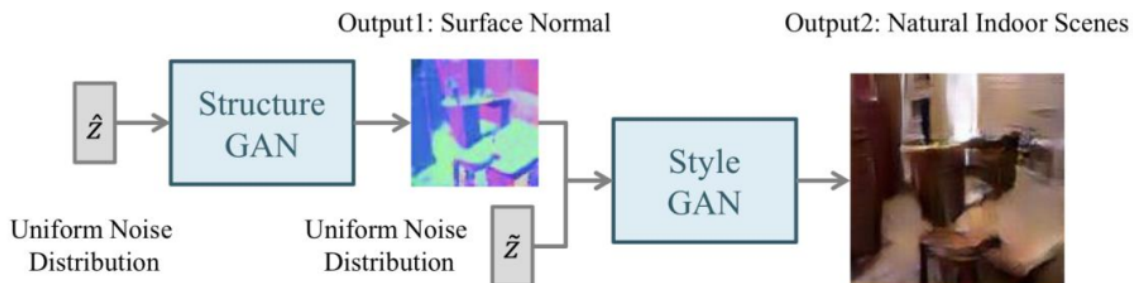 Output1: Surface Normal
Output2: Natural Indoor Scenes
ẑ
Structure
GAN
Style
GAN
Uniform Noise
Distribution
Uniform Noise
Distribution
z̃